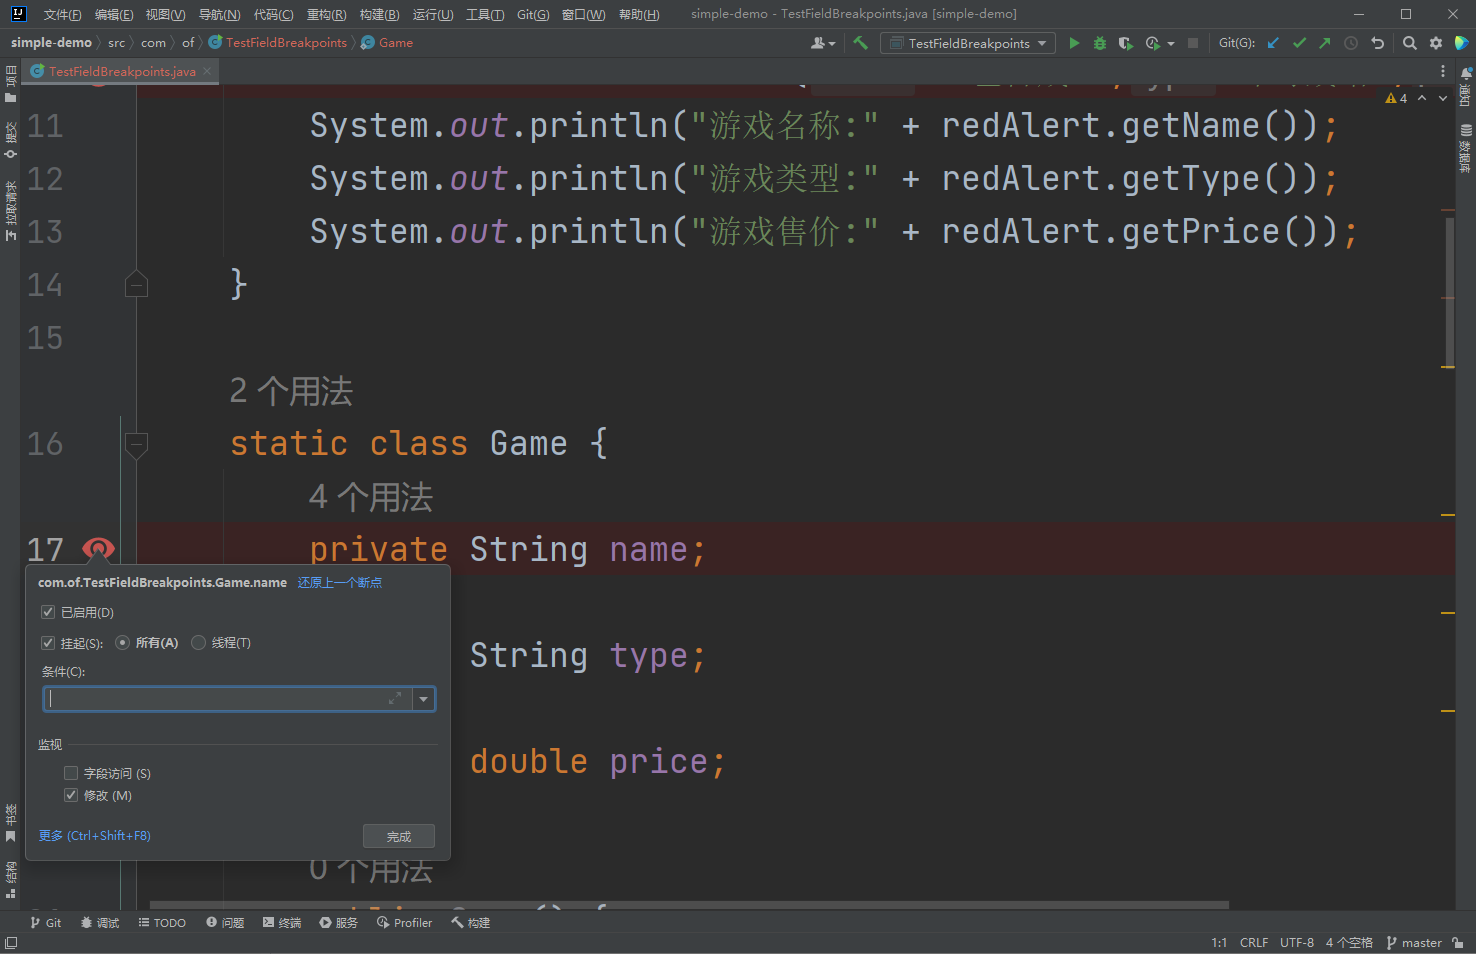 文件(F) 编辑(E) 视图(V) 导航(N) 代码(C) 重构(R) 构建(B) 运行(U) 工具(T) Git(G) 窗口(W) 帮助(H) simple-demo - TestFieldBreakpoints.java [simple-demo]
simple-demo src com of TestFieldBreakpoints Game TestFieldBreakpoints Git(G):
TestFieldBreakpoints.java
项目
提交
拉取请求
书签
结构
通知
数据库
4
11 System.out.println("游戏名称:" + redAlert.getName());
12 System.out.println("游戏类型:" + redAlert.getType());
13 System.out.println("游戏售价:" + redAlert.getPrice());
14 }
15
2 个用法
16 static class Game {
4 个用法
17 private String name;
String type;
double price;
0 个用法
com.of.TestFieldBreakpoints.Game.name 还原上一个断点
已启用(D)
挂起(S): 所有(A) 线程(T)
条件(C):
监视
字段访问 (S)
修改 (M)
更多 (Ctrl+Shift+F8) 完成
Git 调试 TODO 问题 终端 服务 Profiler 构建
1:1 CRLF UTF-8 4 个空格 master